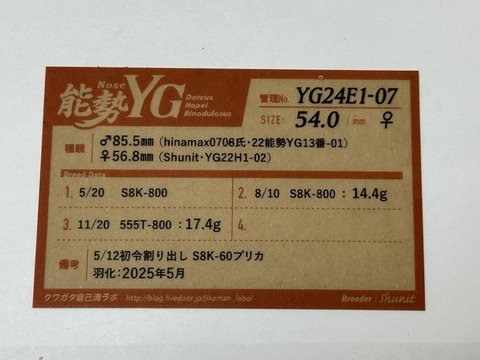 能勢 Nose YG Dorcus Hopei Binodulosus
管理No. YG24E1-07
SIZE: 54.0 mm ♀
種親 ♂85.5mm (hinamax0708氏・22能勢YG13番-01)
♀56.8mm (Shunit・YG22H1-02)
Breed Data
1. 5/20 S8K-800
2. 8/10 S8K-800 : 14.4g
3. 11/20 555T-800 : 17.4g
4.
備考 5/12初令割り出し S8K-60プリカ
羽化:2025年5月
クワガタ自己満ラボ http://blog.livedoor.jp/jikoman_labo/
Breeder : Shunit